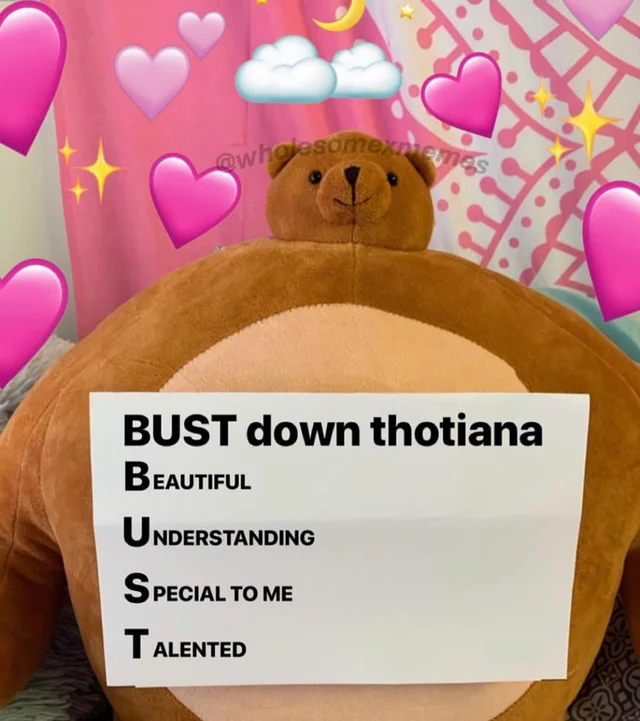 @wholesomexmemes
BUST down thotiana
BEAUTIFUL
UNDERSTANDING
SPECIAL TO ME
TALENTED